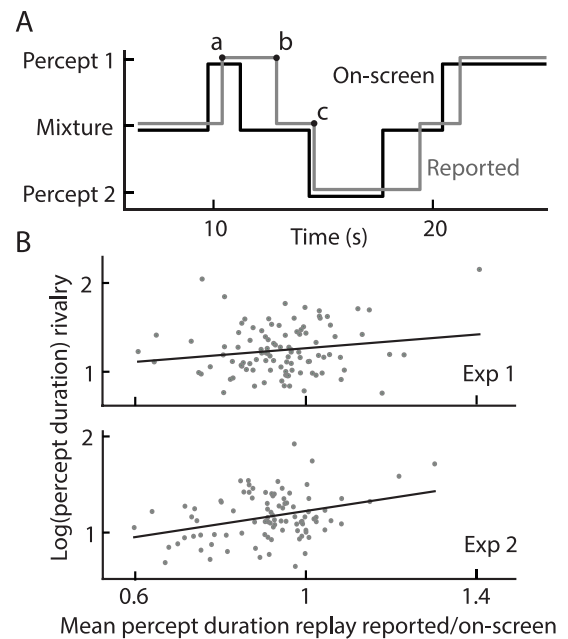 A
a b
Percept 1
On-screen
Mixture
c
Reported
Percept 2
10 20
Time (s)
B
Log(percept duration) rivalry
2
1
Exp 1
2
1
Exp 2
0.6 1 1.4
Mean percept duration replay reported/on-screen